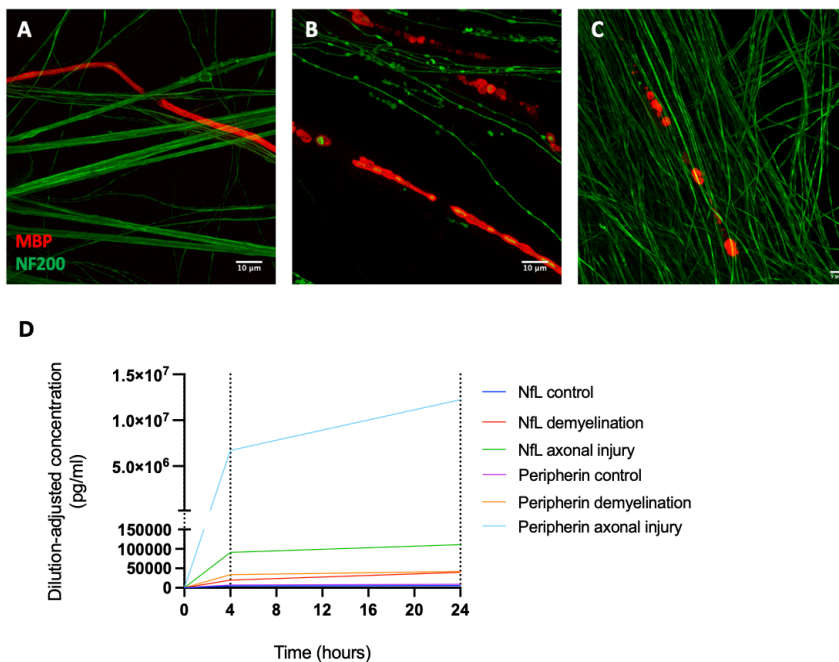 A
B
C
MBP
NF200
10 µm
10 µm
D
Dilution-adjusted concentration
(pg/ml)
1.5×10⁷
1.0×10⁷
5.0×10⁶
150000
100000
50000
0
0 4 8 12 16 20 24
Time (hours)
NfL control
NfL demyelination
NfL axonal injury
Peripherin control
Peripherin demyelination
Peripherin axonal injury